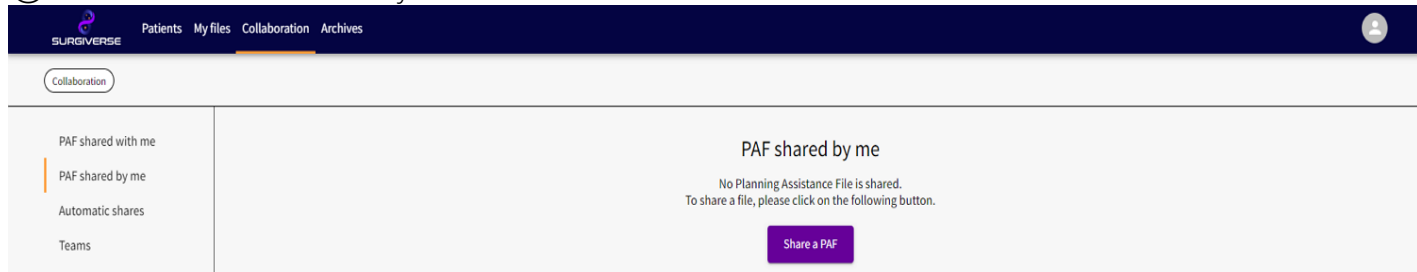 SURGIVERSE
Patients My files Collaboration Archives
Collaboration
PAF shared with me
PAF shared by me
Automatic shares
Teams
PAF shared by me
No Planning Assistance File is shared.
To share a file, please click on the following button.
Share a PAF